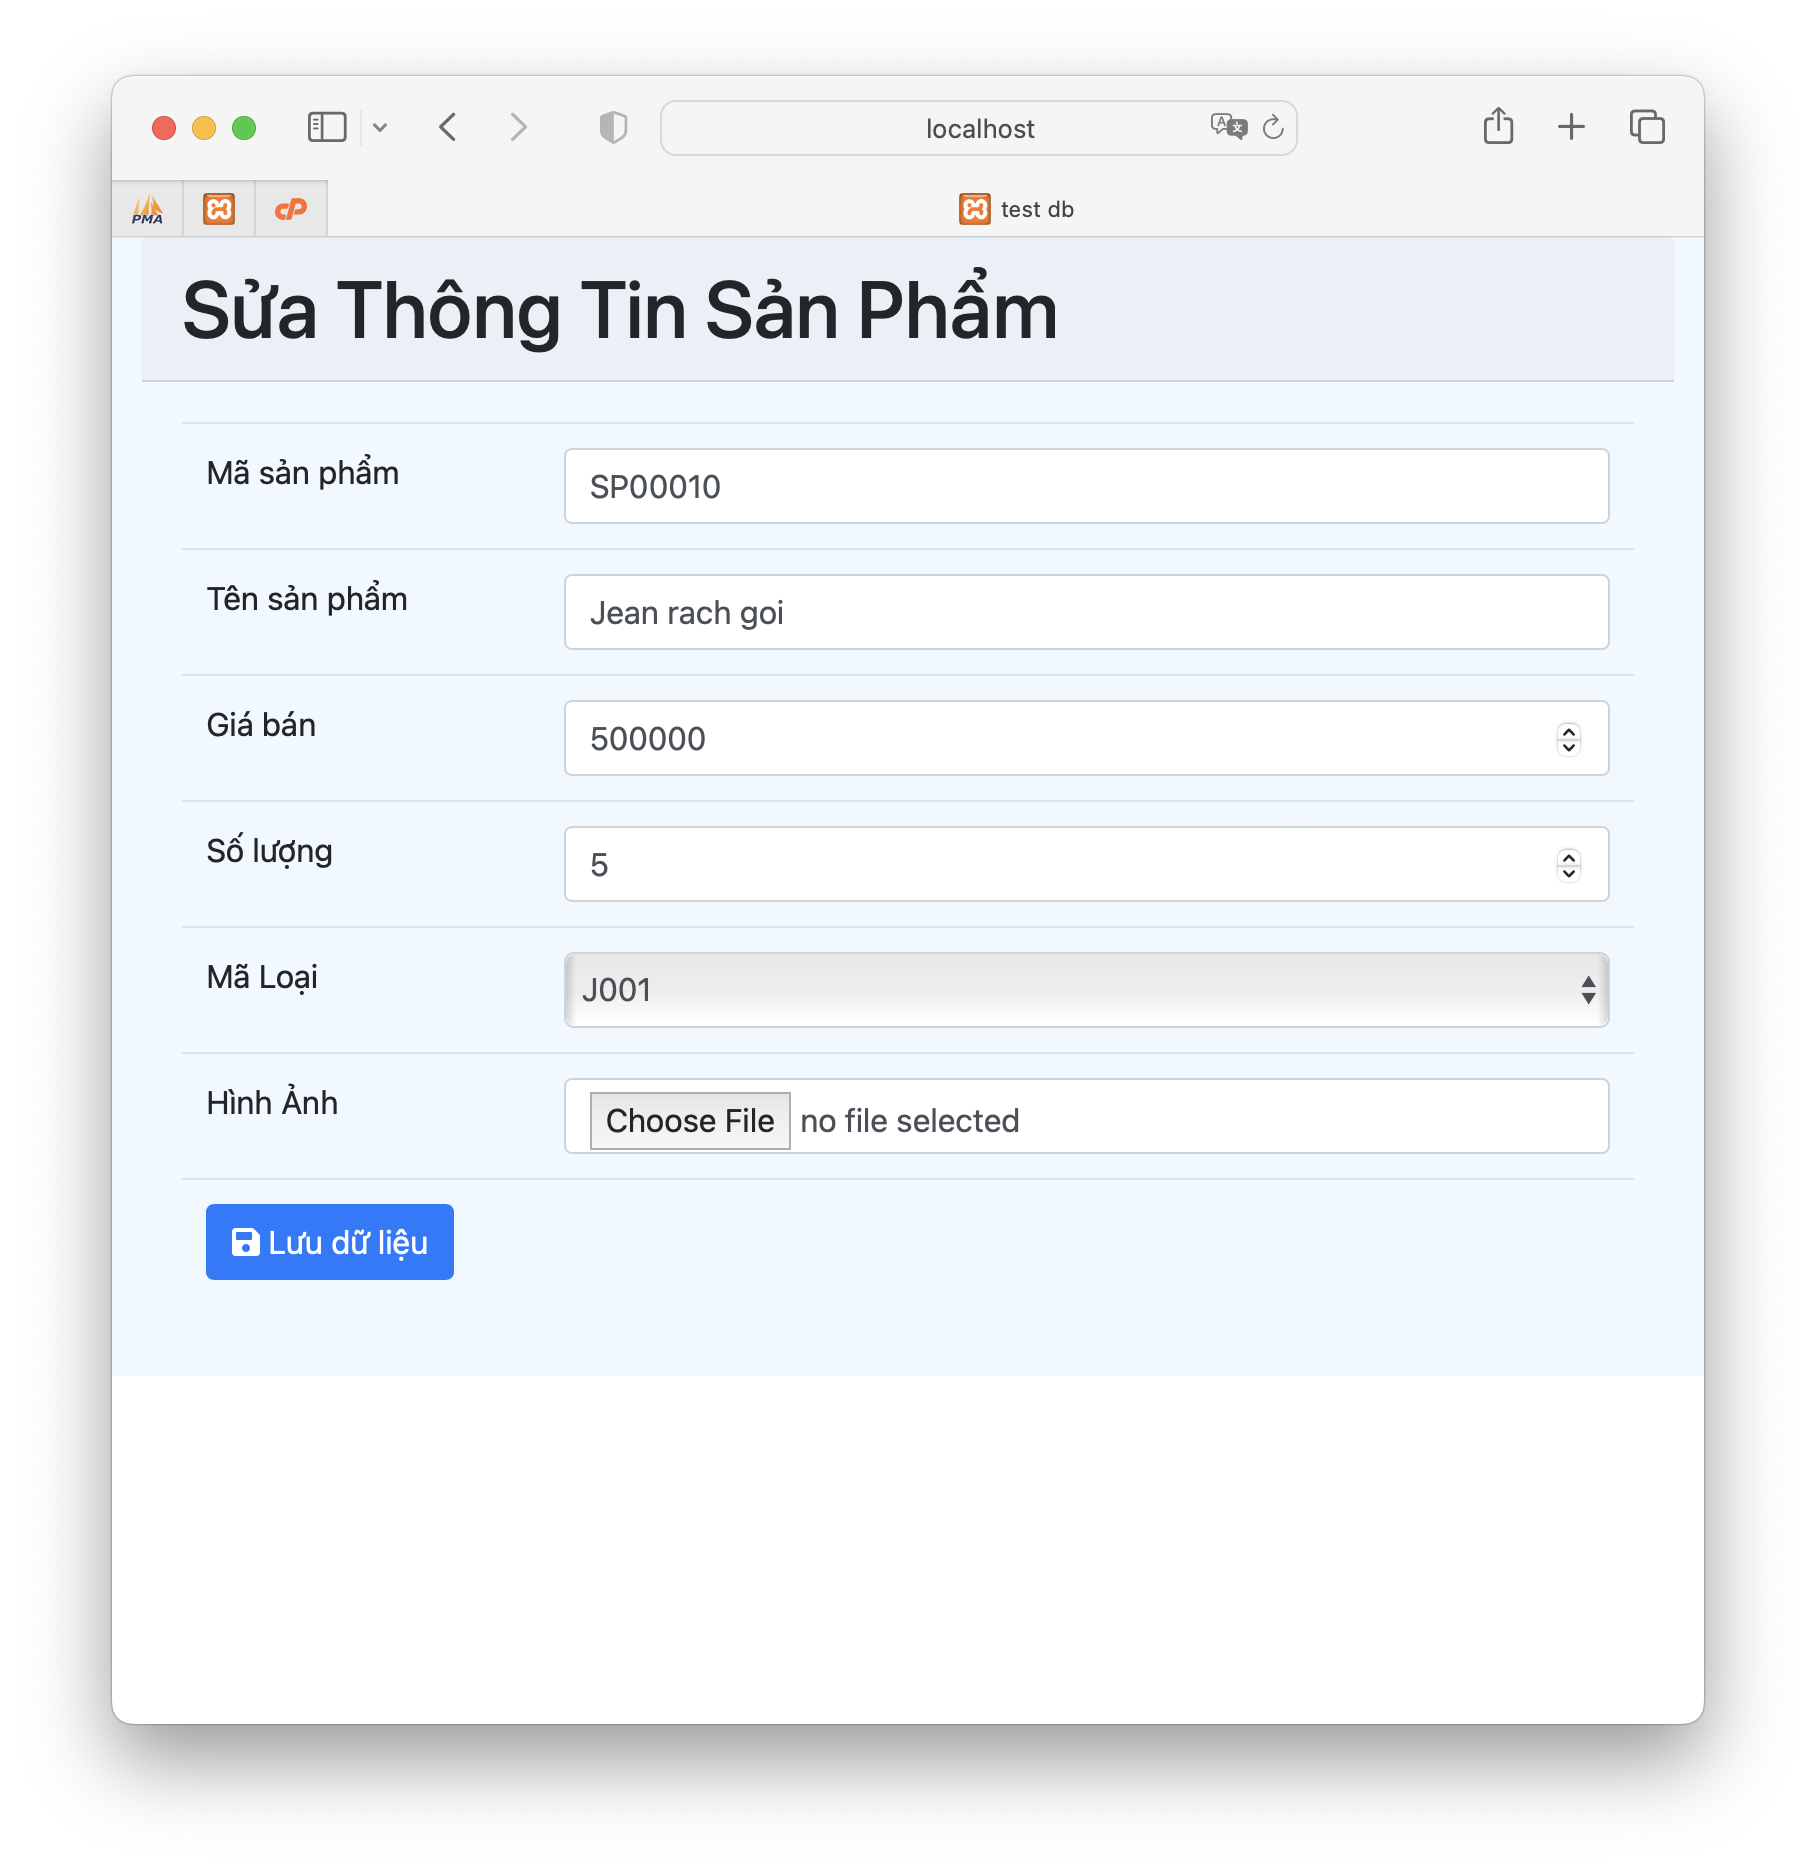 localhost
PMA
test db
Sửa Thông Tin Sản Phẩm
Mã sản phẩm
SP00010
Tên sản phẩm
Jean rach goi
Giá bán
500000
Số lượng
5
Mã Loại
J001
Hình Ảnh
Choose File no file selected
Lưu dữ liệu